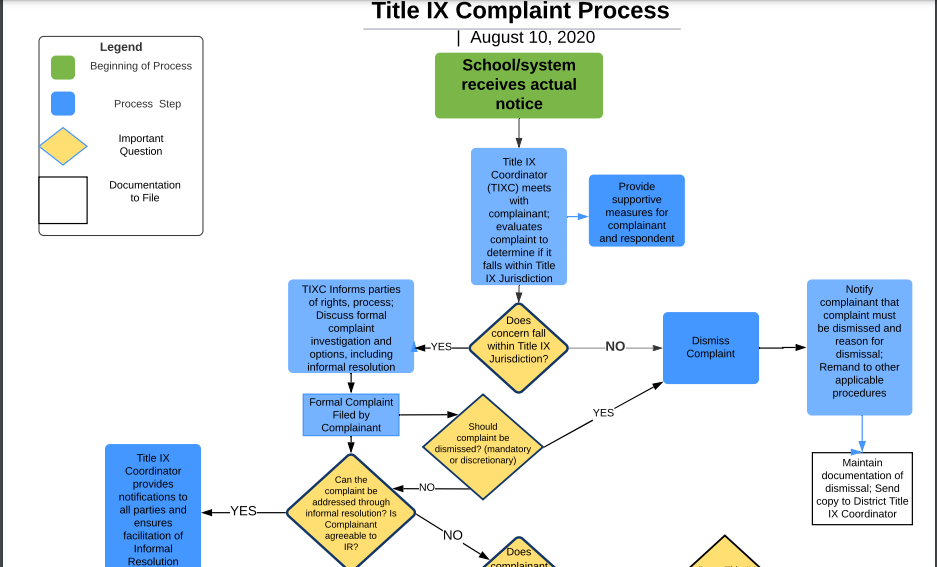 Title IX Complaint Process
| August 10, 2020
Legend
Beginning of Process
Process Step
Important
Question
Documentation
to File
School/system
receives actual
notice
Title IX
Coordinator
(TIXC) meets
with
complainant;
evaluates
complaint to
determine if it
falls within Title
IX Jurisdiction
Provide
supportive
measures for
complainant
and respondent
TIXC Informs parties
of rights, process;
Discuss formal
complaint
investigation and
options, including
informal resolution
YES
Does
concern fall
within Title IX
Jurisdiction?
NO
Dismiss
Complaint
Notify
complainant that
complaint must
be dismissed and
reason for
dismissal;
Remand to other
applicable
procedures
Formal Complaint
Filed by
Complainant
Should
complaint be
dismissed? (mandatory
or discretionary)
YES
NO
Maintain
documentation of
dismissal; Send
copy to District Title
IX Coordinator
Title IX
Coordinator
provides
notifications to
all parties and
ensures
facilitation of
Informal
Resolution
YES
Can the
complaint be
addressed through
informal resolution? Is
Complainant
agreeable to
IR?
NO
Does
complainant